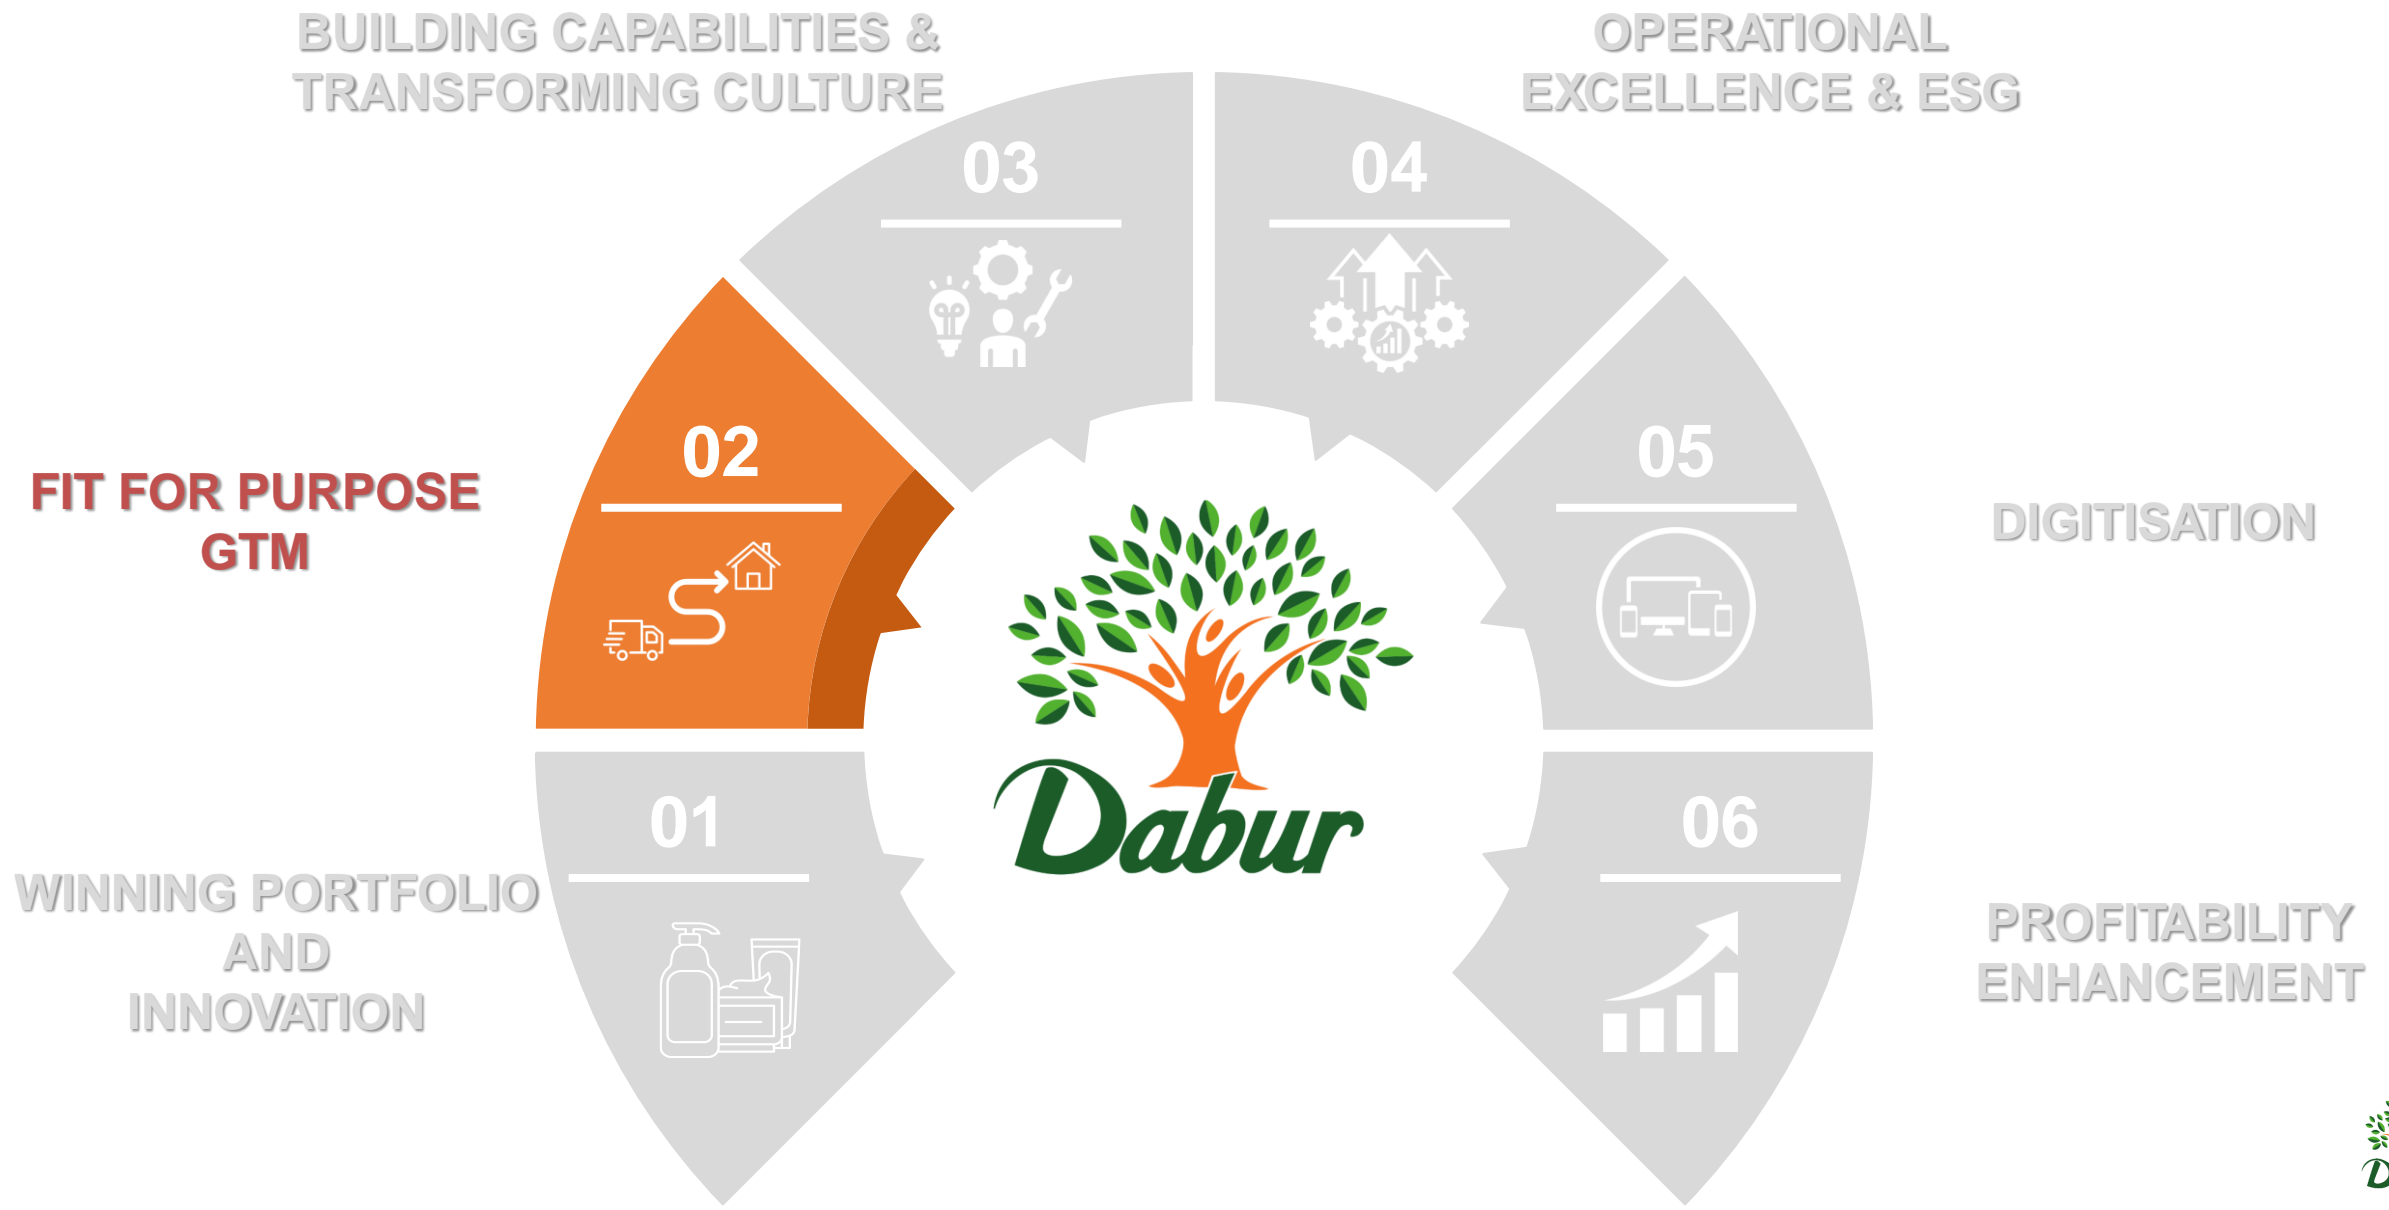 BUILDING CAPABILITIES &
TRANSFORMING CULTURE
OPERATIONAL
EXCELLENCE & ESG
03
04
FIT FOR PURPOSE
GTM
02
05
DIGITISATION
Dabur
WINNING PORTFOLIO
AND
INNOVATION
01
06
PROFITABILITY
ENHANCEMENT
D